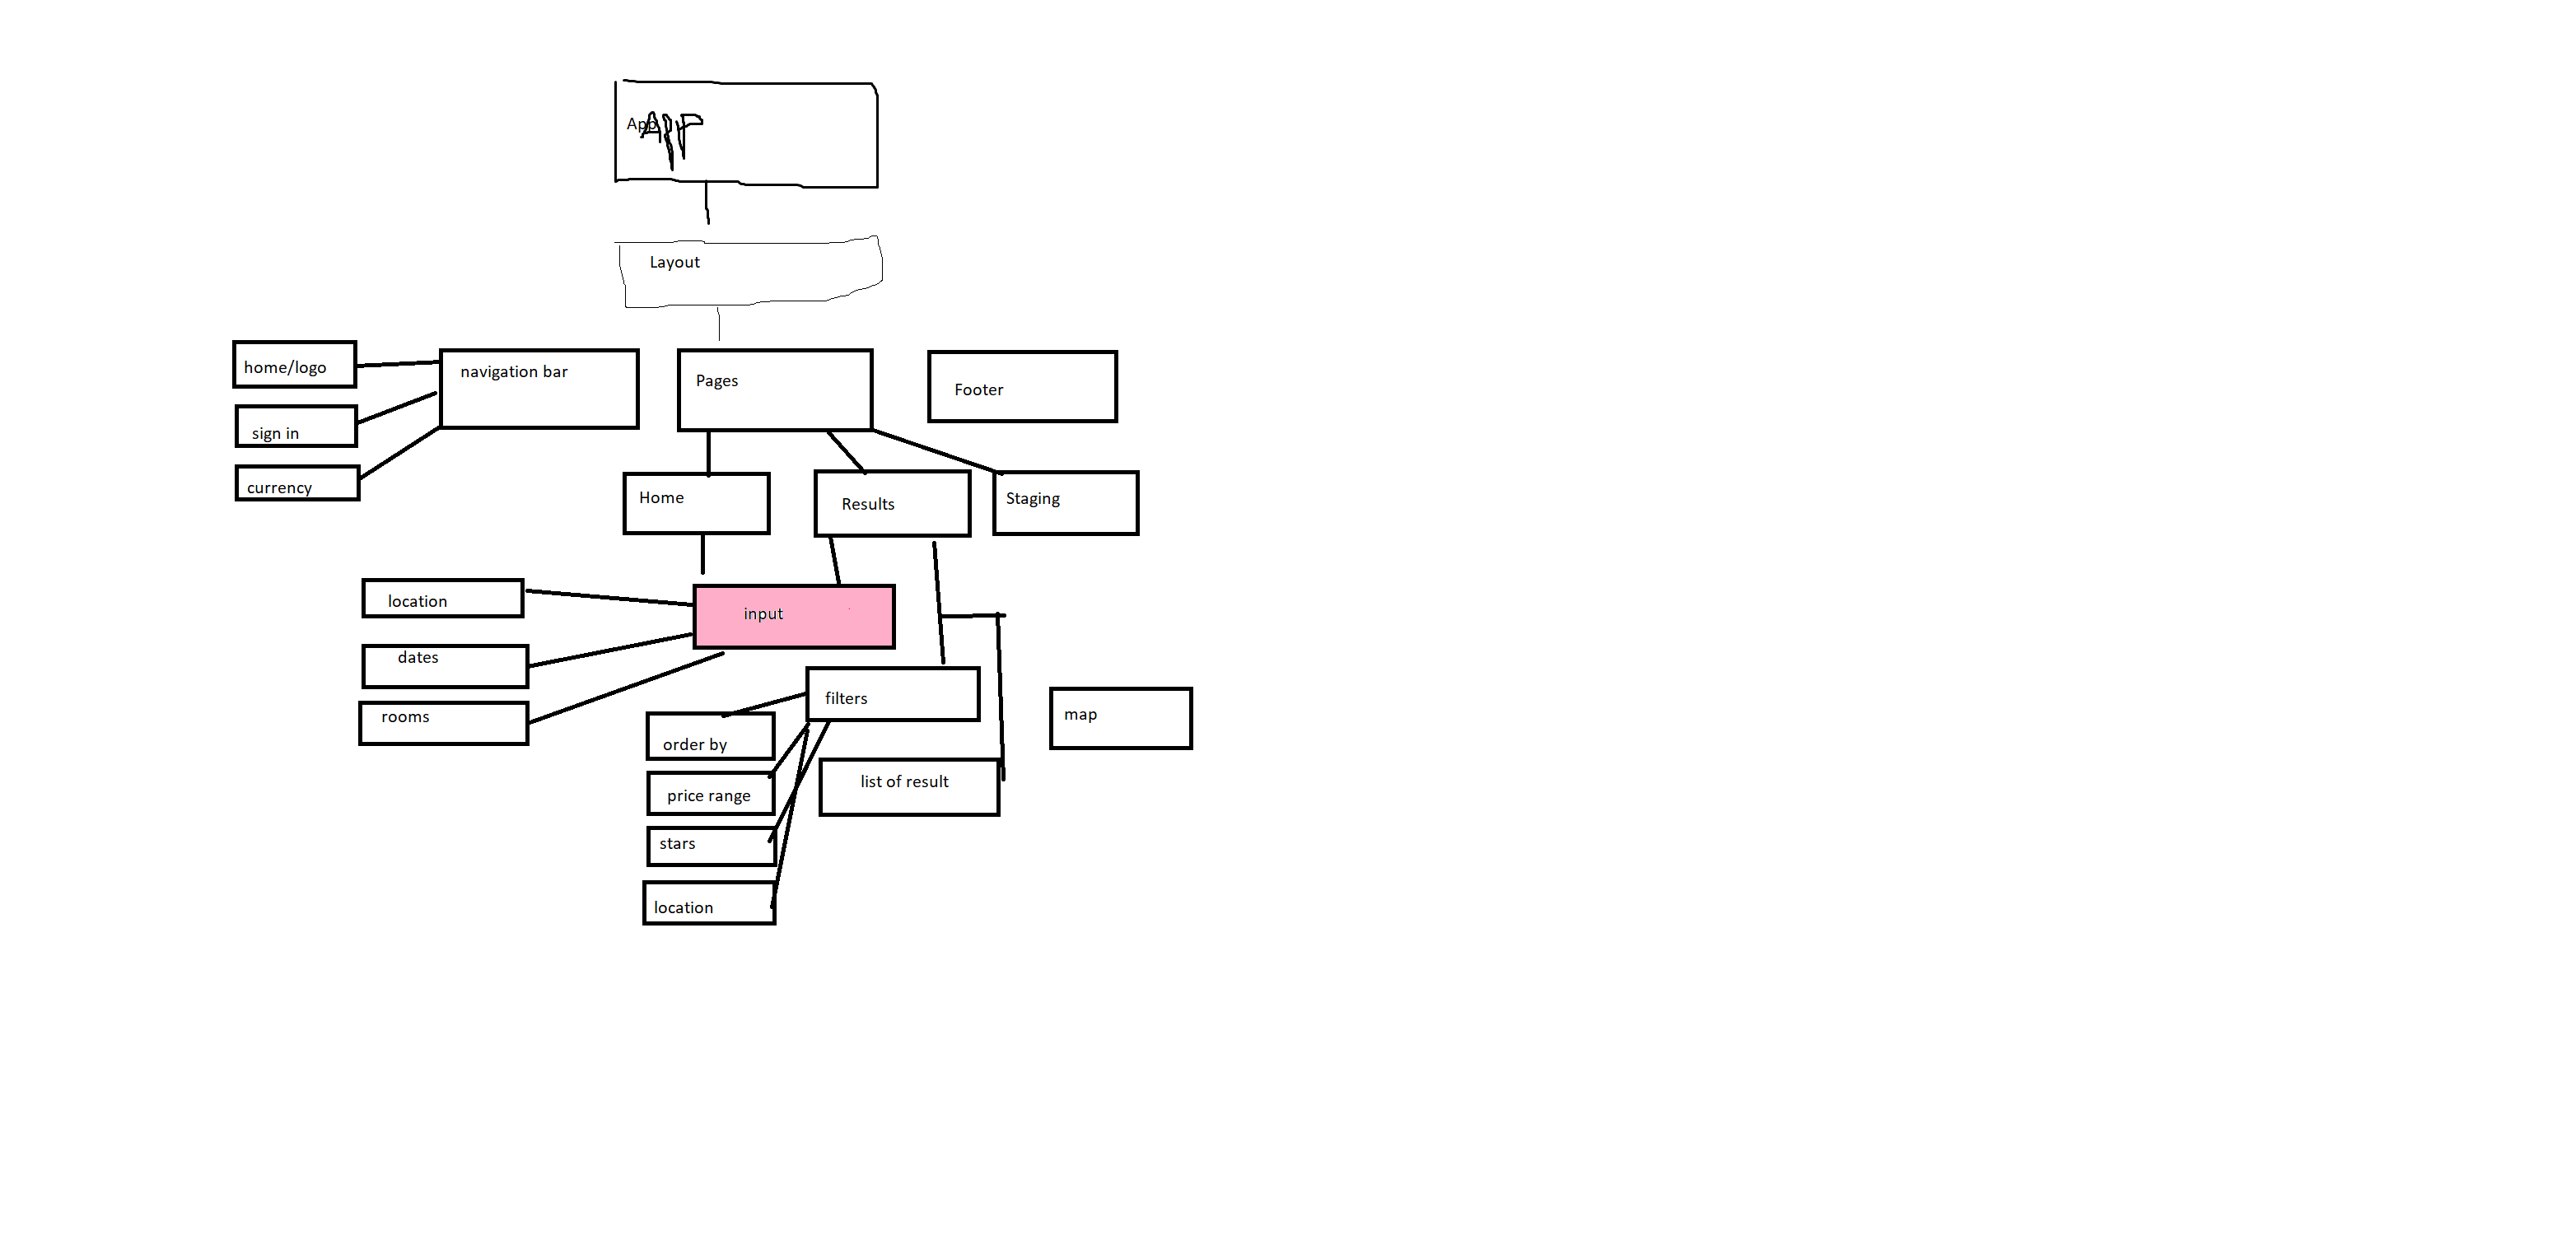 App
APP
Layout
home/logo
navigation bar
Pages
Footer
sign in
currency
Home
Results
Staging
location
input
dates
filters
rooms
map
order by
list of result
price range
stars
location